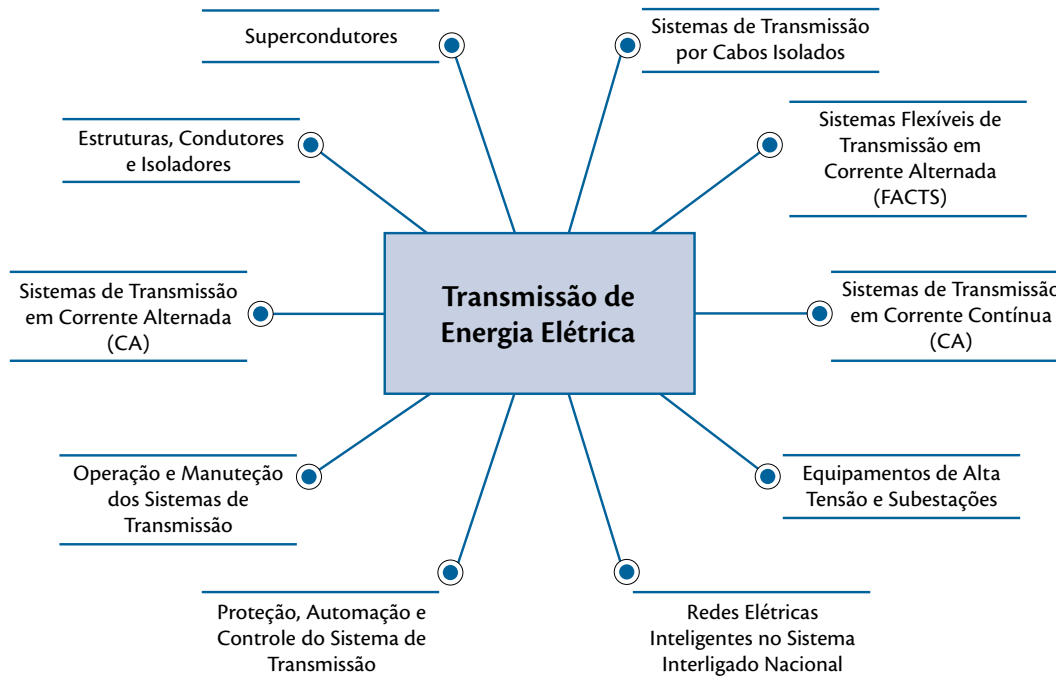 Supercondutores
Sistemas de Transmissão
por Cabos Isolados
Estruturas, Condutores
e Isoladores
Sistemas Flexíveis de
Transmissão em
Corrente Alternada
(FACTS)
Transmissão de
Energia Elétrica
Sistemas de Transmissão
em Corrente Alternada
(CA)
Sistemas de Transmissão
em Corrente Contínua
(CA)
Operação e Manuteção
dos Sistemas de
Transmissão
Equipamentos de Alta
Tensão e Subestações
Proteção, Automação e
Controle do Sistema de
Transmissão
Redes Elétricas
Inteligentes no Sistema
Interligado Nacional